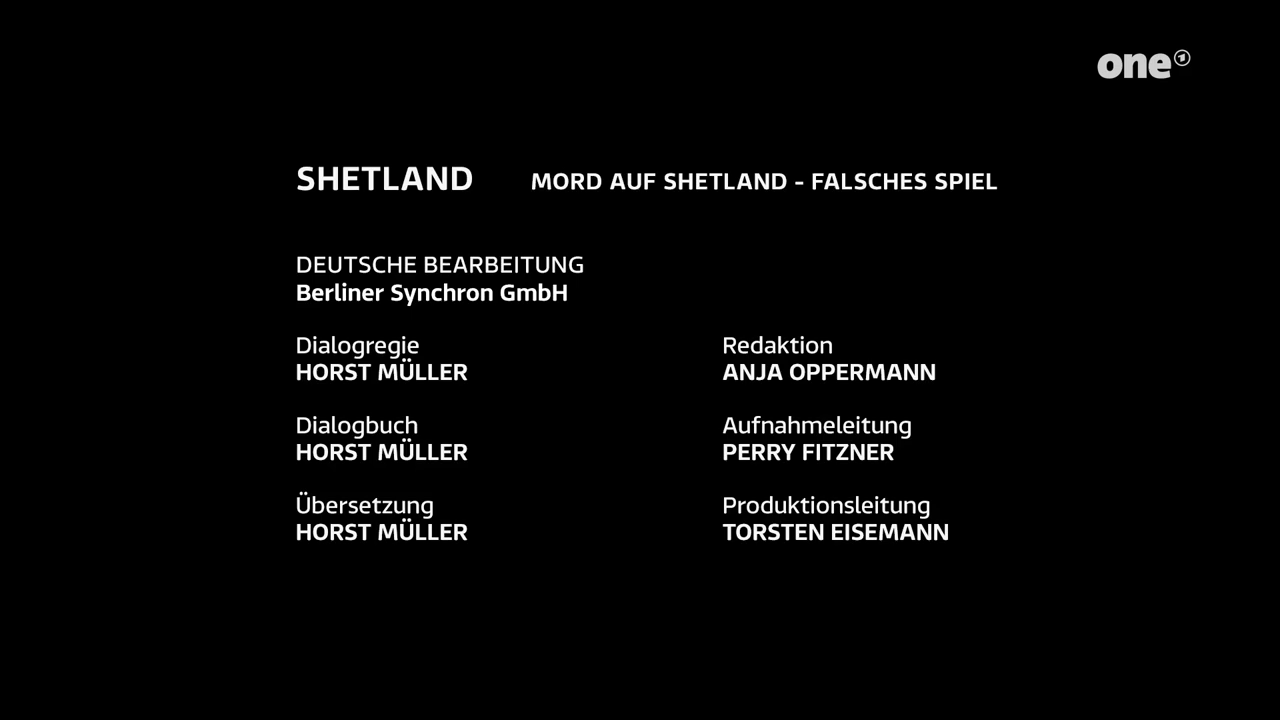 one
SHETLAND MORD AUF SHETLAND - FALSCHES SPIEL
DEUTSCHE BEARBEITUNG
Berliner Synchron GmbH
Dialogregie
HORST MÜLLER
Dialogbuch
HORST MÜLLER
Übersetzung
HORST MÜLLER
Redaktion
ANJA OPPERMANN
Aufnahmeleitung
PERRY FITZNER
Produktionsleitung
TORSTEN EISEMANN